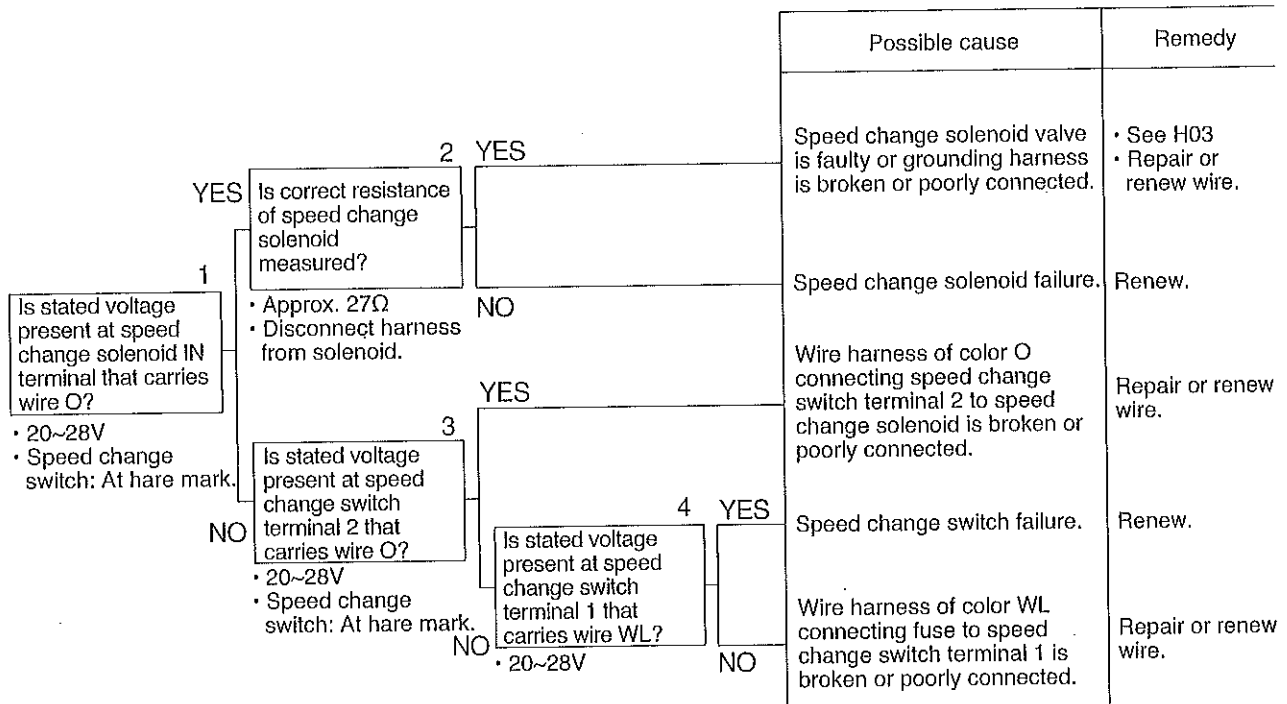 Possible cause
Remedy
1
Is stated voltage
present at speed
change solenoid IN
terminal that carries
wire O?
• 20~28V
• Speed change
switch: At hare mark.
YES
2
Is correct resistance
of speed change
solenoid
measured?
• Approx. 27Ω
• Disconnect harness
from solenoid.
YES
Speed change solenoid valve
is faulty or grounding harness
is broken or poorly connected.
• See H03
• Repair or
renew wire.
NO
Speed change solenoid failure.
Renew.
NO
3
Is stated voltage
present at speed
change switch
terminal 2 that
carries wire O?
• 20~28V
• Speed change
switch: At hare mark.
YES
Wire harness of color O
connecting speed change
switch terminal 2 to speed
change solenoid is broken or
poorly connected.
Repair or renew
wire.
NO
4
Is stated voltage
present at speed
change switch
terminal 1 that
carries wire WL?
• 20~28V
YES
Speed change switch failure.
Renew.
NO
Wire harness of color WL
connecting fuse to speed
change switch terminal 1 is
broken or poorly connected.
Repair or renew
wire.